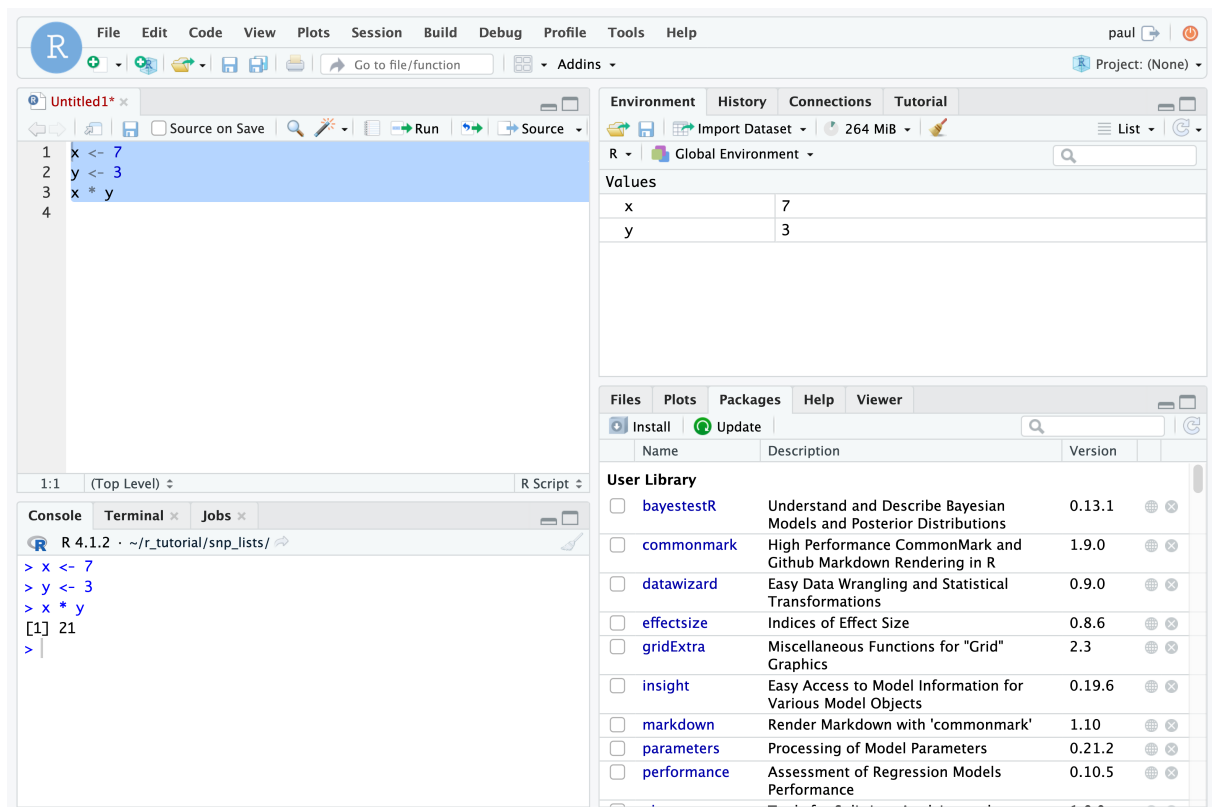 R
File Edit Code View Plots Session Build Debug Profile Tools Help
paul
Go to file/function
Addins
Project: (None)
Untitled1*
Source on Save
Run
Source
1 x <- 7
2 y <- 3
3 x * y
4
1:1 (Top Level)
R Script
Console Terminal Jobs
R 4.1.2 · ~/r_tutorial/snp_lists/
> x <- 7
> y <- 3
> x * y
[1] 21
>
Environment History Connections Tutorial
Import Dataset
264 MiB
List
R
Global Environment
Values
x 7
y 3
Files Plots Packages Help Viewer
Install Update
Name Description Version
User Library
bayestestR Understand and Describe Bayesian 0.13.1
Models and Posterior Distributions
commonmark High Performance CommonMark and 1.9.0
Github Markdown Rendering in R
datawizard Easy Data Wrangling and Statistical 0.9.0
Transformations
effectsize Indices of Effect Size 0.8.6
gridExtra Miscellaneous Functions for "Grid" 2.3
Graphics
insight Easy Access to Model Information for 0.19.6
Various Model Objects
markdown Render Markdown with 'commonmark' 1.10
parameters Processing of Model Parameters 0.21.2
performance Assessment of Regression Models 0.10.5
Performance